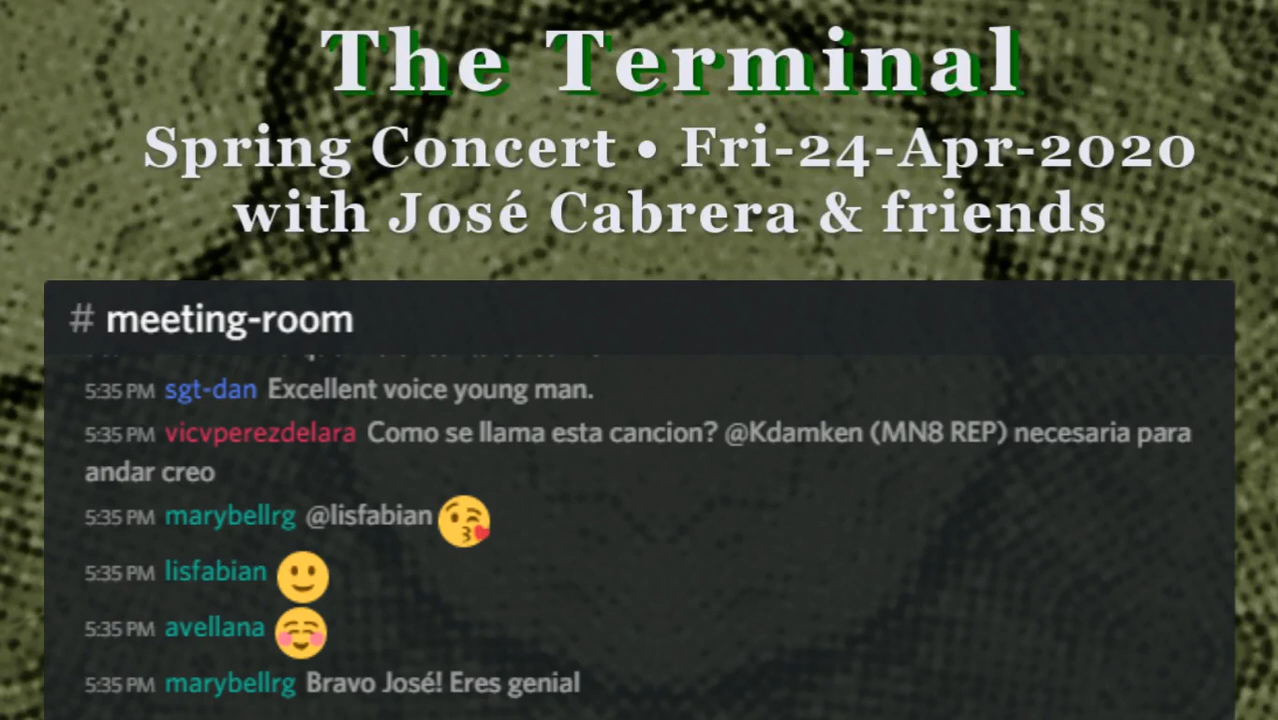 The Terminal
Spring Concert • Fri-24-Apr-2020
with José Cabrera & friends
# meeting-room
5:35 PM sgt-dan Excellent voice young man.
5:35 PM vicvperezdelara Como se llama esta cancion? @Kdamken (MN8 REP) necesaria para
andar creo
5:35 PM marybellrg @lisfabian 😘
5:35 PM lisfabian 🙂
5:35 PM avellana ☺️
5:35 PM marybellrg Bravo José! Eres genial